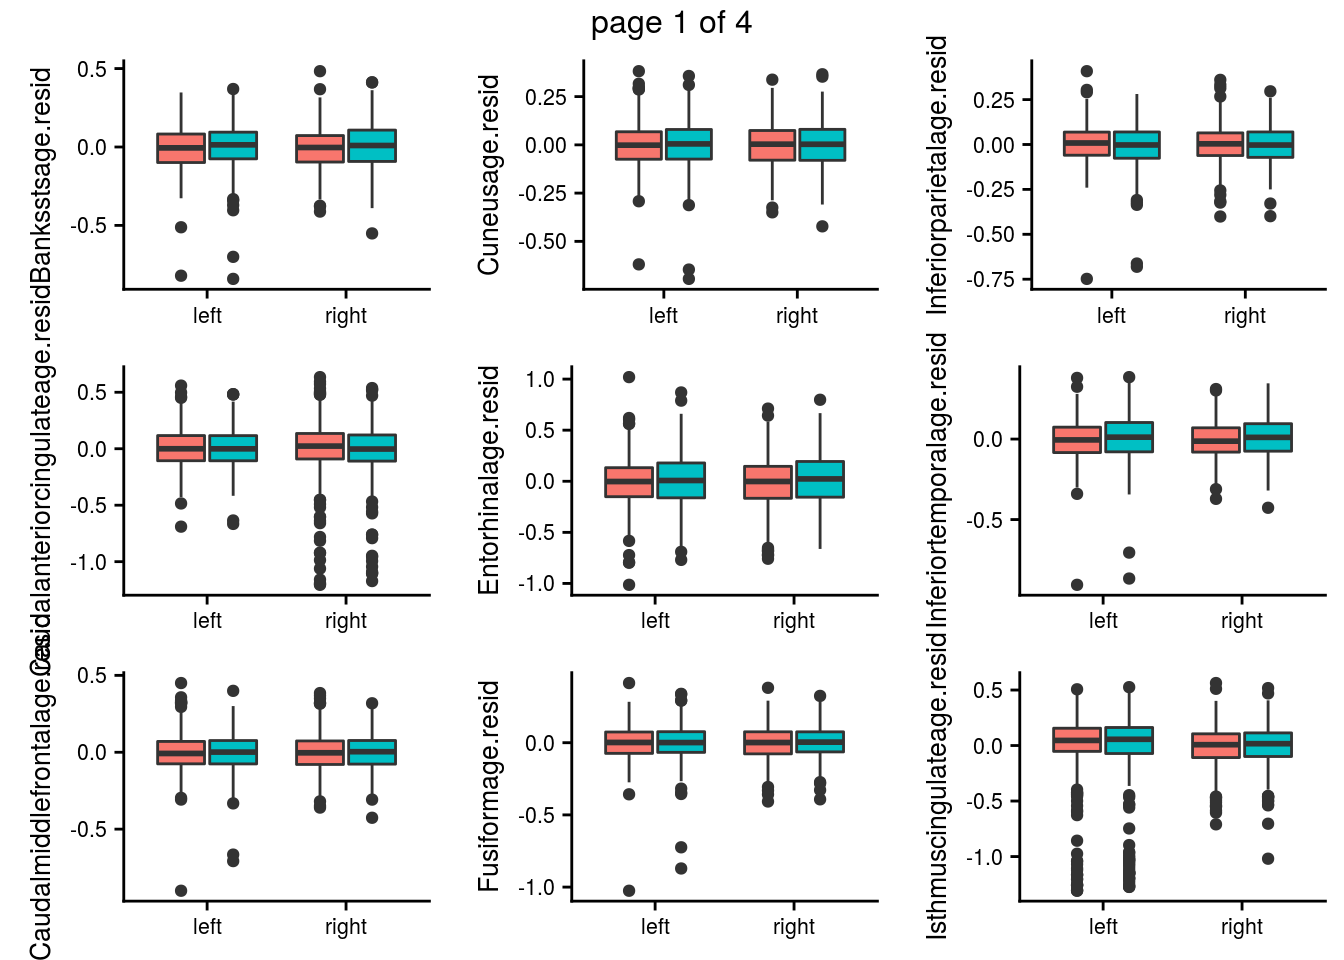 page 1 of 4
Banksstsage.resid
0.5
0.0
-0.5
left right
Cuneusage.resid
0.25
0.00
-0.25
-0.50
left right
Inferiorparietalage.resid
0.25
0.00
-0.25
-0.50
-0.75
left right
Caudalanteriorcingulateage.resid
0.5
0.0
-0.5
-1.0
left right
Entorhinalage.resid
1.0
0.5
0.0
-0.5
-1.0
left right
Inferiortemporalage.resid
0.0
-0.5
left right
Caudalmiddlefrontalage.resid
0.5
0.0
-0.5
left right
Fusiformage.resid
0.0
-0.5
-1.0
left right
Isthmuscingulateage.resid
0.5
0.0
-0.5
-1.0
left right